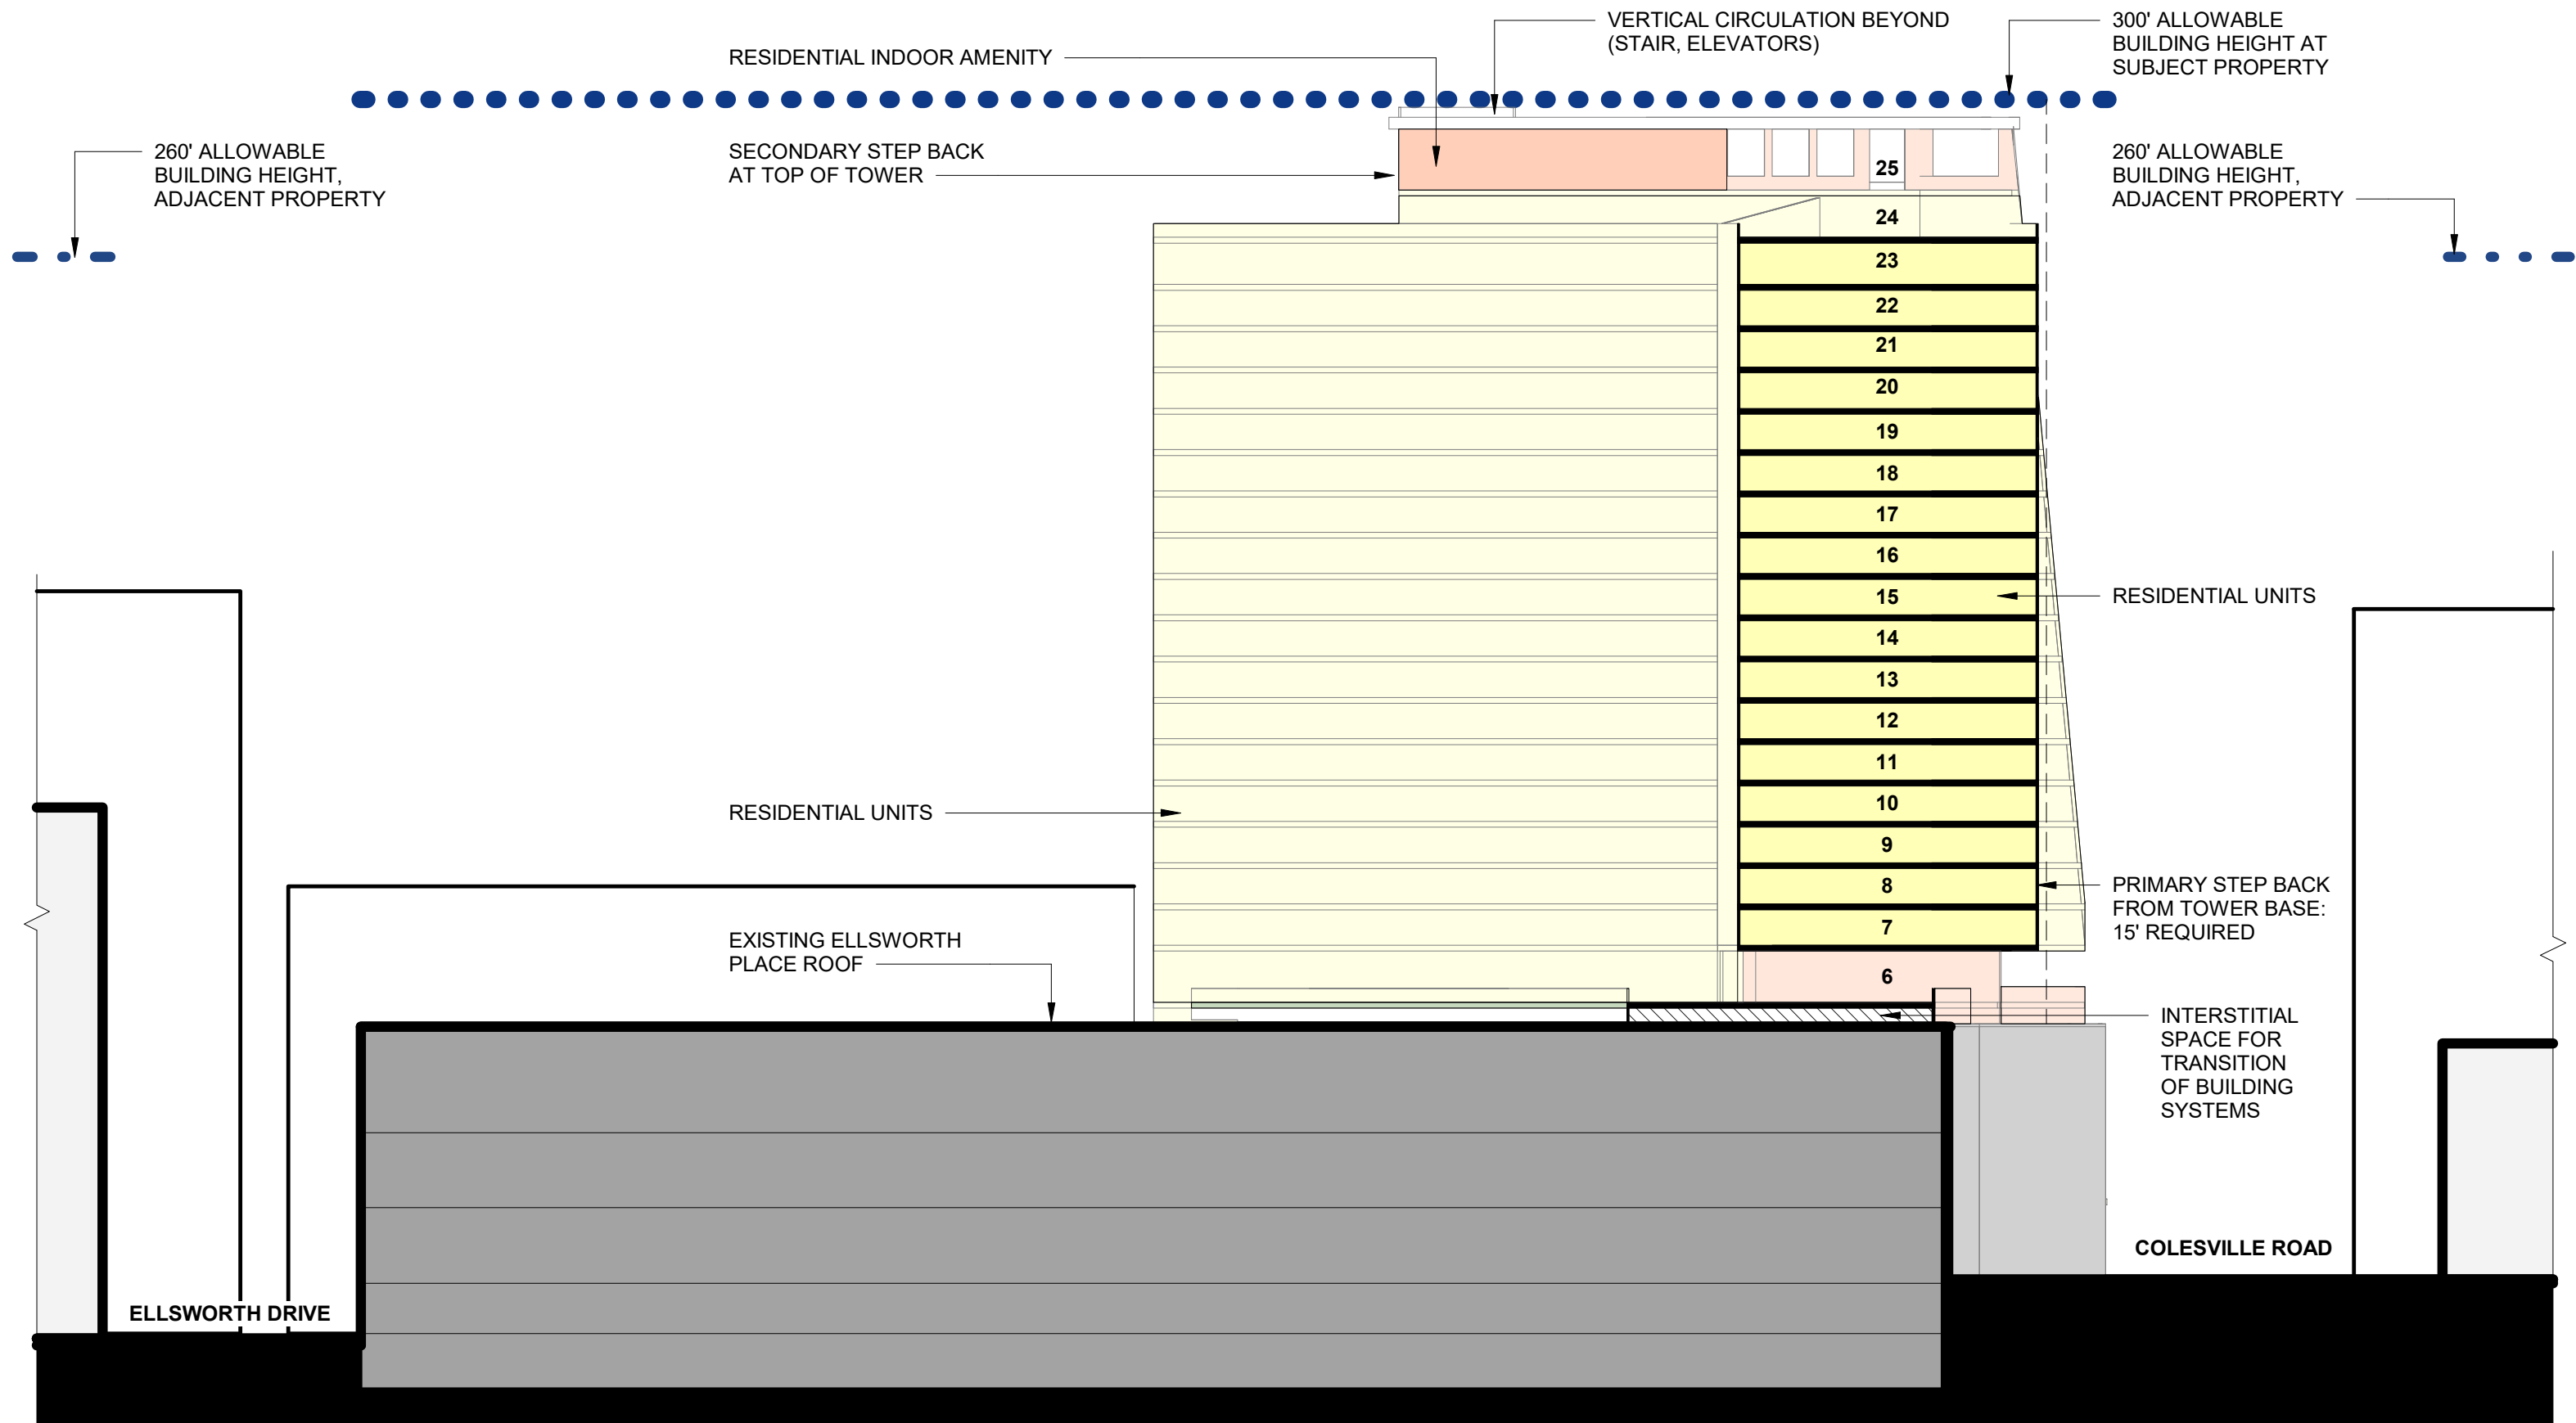 VERTICAL CIRCULATION BEYOND
(STAIR, ELEVATORS)
300' ALLOWABLE
BUILDING HEIGHT AT
SUBJECT PROPERTY
RESIDENTIAL INDOOR AMENITY
260' ALLOWABLE
BUILDING HEIGHT,
ADJACENT PROPERTY
SECONDARY STEP BACK
AT TOP OF TOWER
260' ALLOWABLE
BUILDING HEIGHT,
ADJACENT PROPERTY
25
24
23
22
21
20
19
18
17
16
15
14
13
12
11
10
9
8
7
6
RESIDENTIAL UNITS
RESIDENTIAL UNITS
PRIMARY STEP BACK
FROM TOWER BASE:
15' REQUIRED
EXISTING ELLSWORTH
PLACE ROOF
INTERSTITIAL
SPACE FOR
TRANSITION
OF BUILDING
SYSTEMS
COLESVILLE ROAD
ELLSWORTH DRIVE